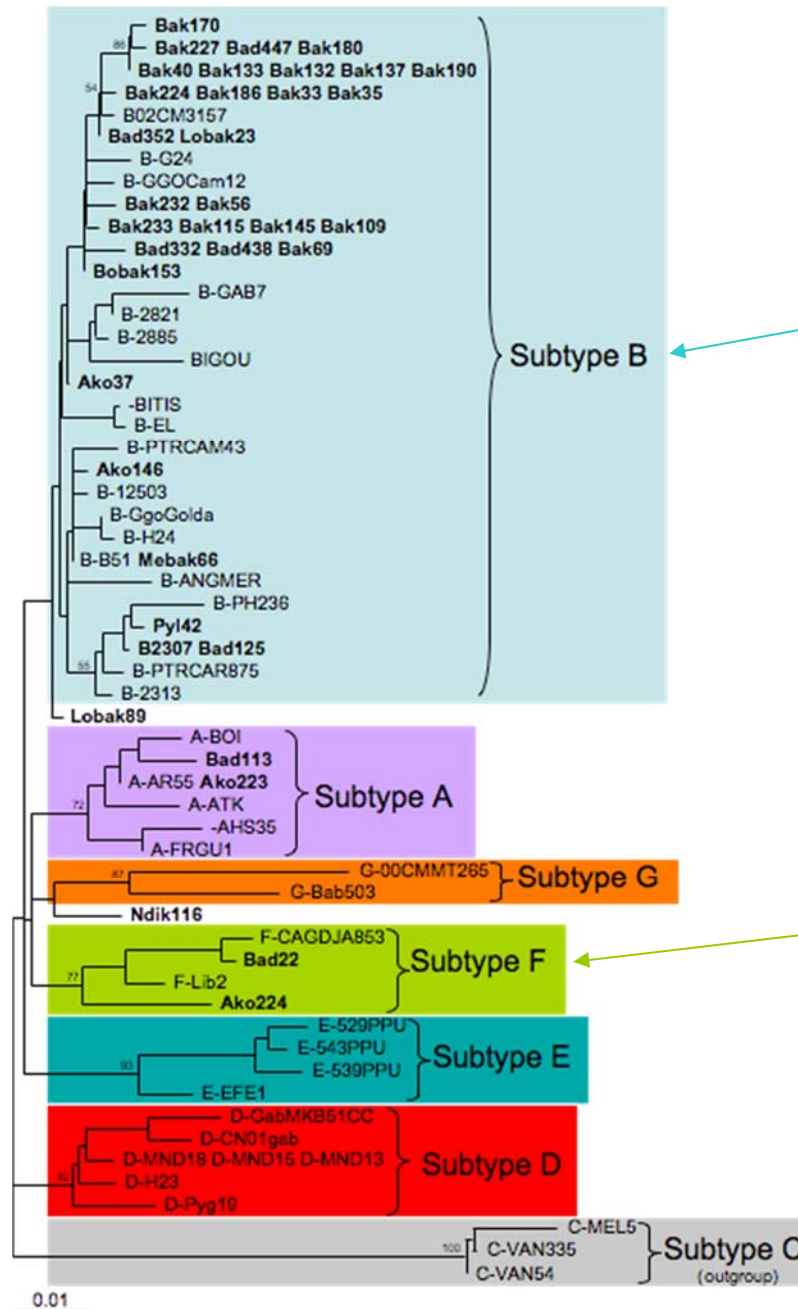 Bak170
86
Bak227 Bad447 Bak180
Bak40 Bak133 Bak132 Bak137 Bak190
54
Bak224 Bak186 Bak33 Bak35
B02CM3157
Bad352 Lobak23
B-G24
B-GGOCam12
Bak232 Bak56
Bak233 Bak115 Bak145 Bak109
Bad332 Bad438 Bak69
Bobak153
B-GAB7
B-2821
B-2885
BIGOU
Subtype B
Ako37
-BITIS
B-EL
B-PTRCAM43
Ako146
B-12503
B-GgoGolda
B-H24
B-B51 Mebak66
B-ANGMER
B-PH236
Pyl42
B2307 Bad125
55
B-PTRCAR875
B-2313
Lobak89
A-BOI
Bad113
A-AR55 Ako223
Subtype A
72
A-ATK
-AHS35
A-FRGU1
87
G-00CMMT265
Subtype G
G-Bab503
Ndik116
F-CAGDJA853
Bad22
Subtype F
77
F-Lib2
Ako224
E-529PPU
E-543PPU
Subtype E
93
E-539PPU
E-EFE1
D-GabMKB51CC
D-CN01gab
D-MND18 D-MND15 D-MND13
Subtype D
D-H23
D-Pyg19
C-MEL5
100
C-VAN335
Subtype C
C-VAN54
(outgroup)
0.01